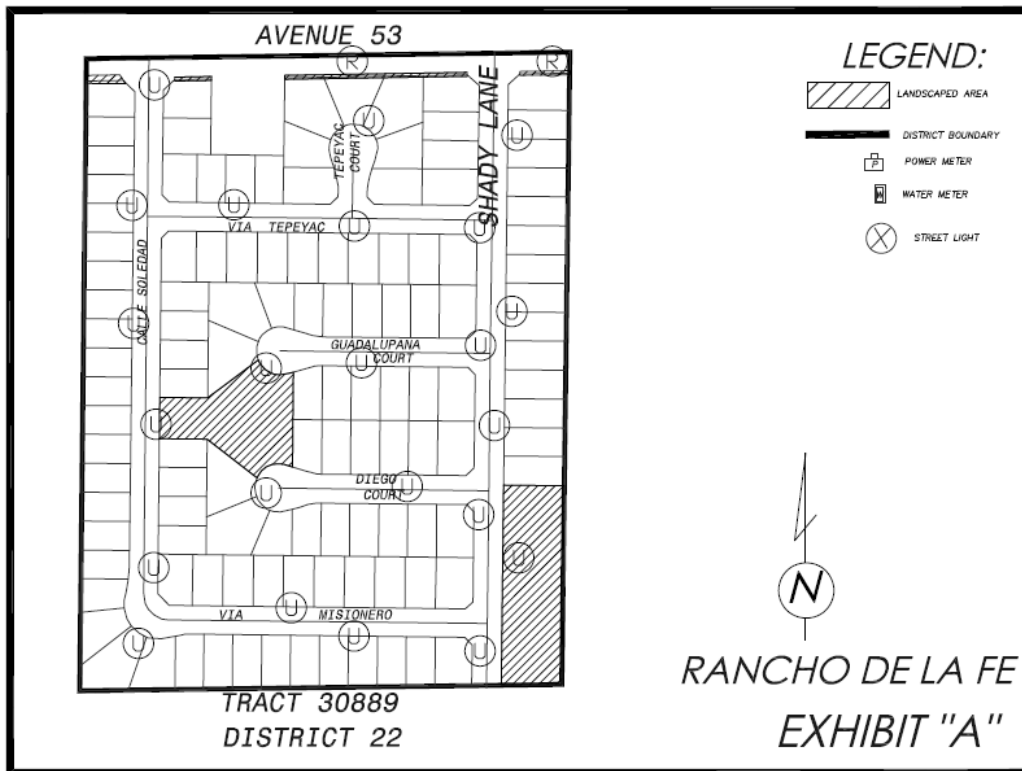 AVENUE 53
R
R
LEGEND:
LANDSCAPED AREA
DISTRICT BOUNDARY
P
POWER METER
W
WATER METER
STREET LIGHT
U
U
U
SHADY LANE
TEPEYAC
COURT
U
U
VIA TEPEYAC
U
U
CALLE SOLEDAD
U
U
GUADALUPANA
COURT
U
U
U
U
U
DIEGO
COURT
U
U
U
U
U
VIA MISIONERO
U
U
U
U
N
TRACT 30889
DISTRICT 22
RANCHO DE LA FE
EXHIBIT "A"